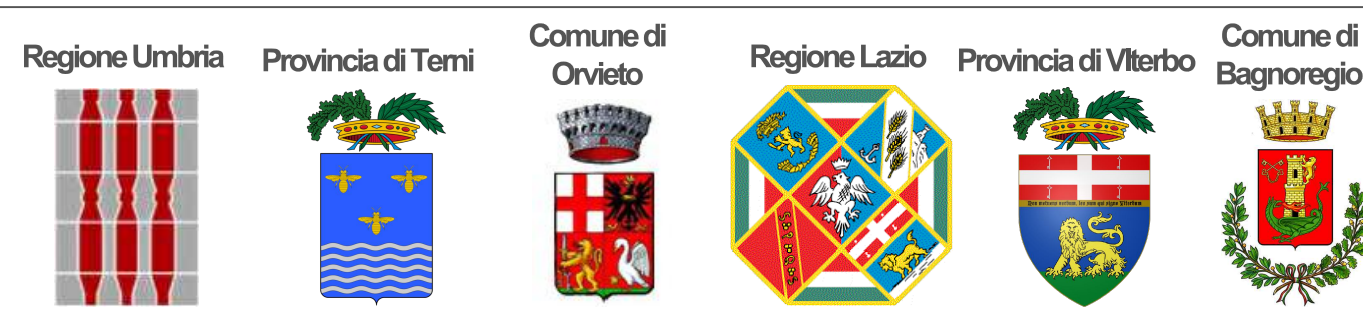 Regione Umbria
Provincia di Terni
Comune di
Orvieto
Regione Lazio
Provincia di VIterbo
Comune di
Bagnoregio